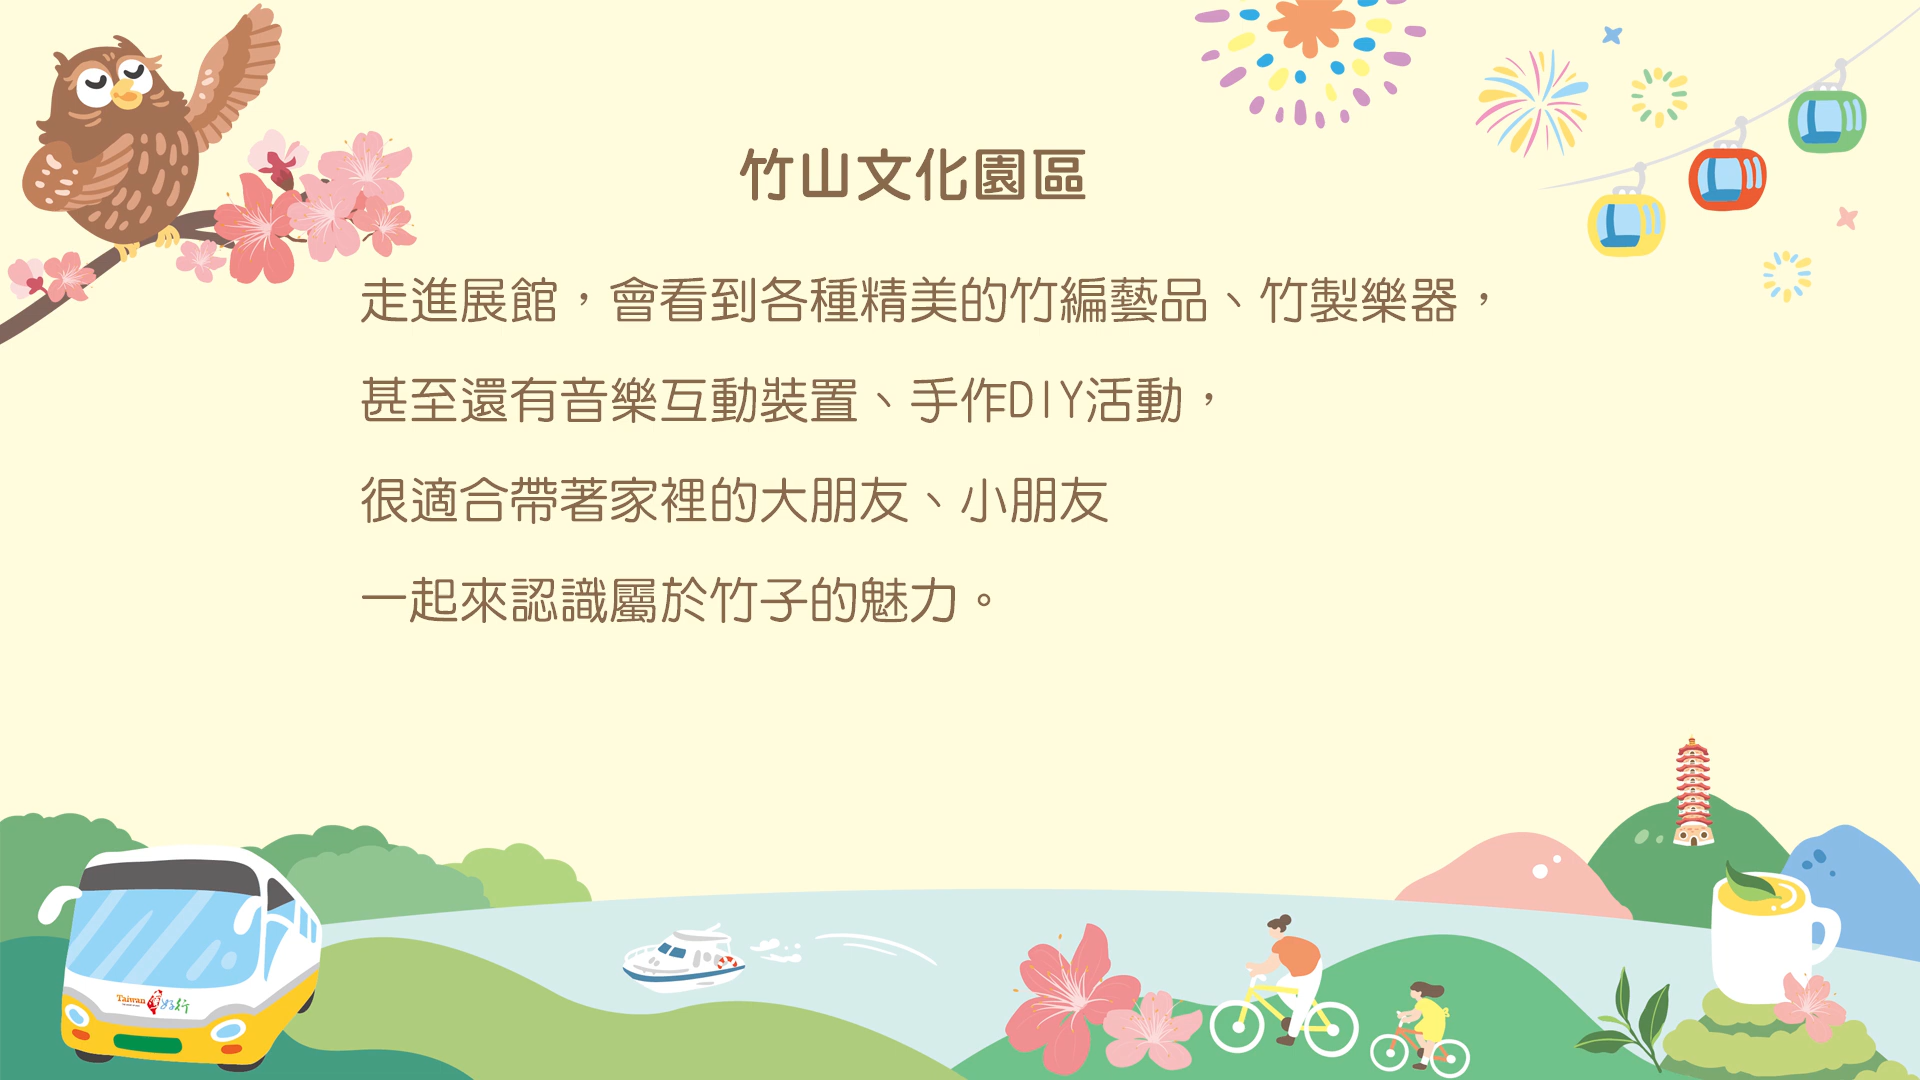 竹山文化園區
走進展館，會看到各種精美的竹編藝品、竹製樂器，
甚至還有音樂互動裝置、手作DIY活動，
很適合帶著家裡的大朋友、小朋友
一起來認識屬於竹子的魅力。
Taiwan 好行